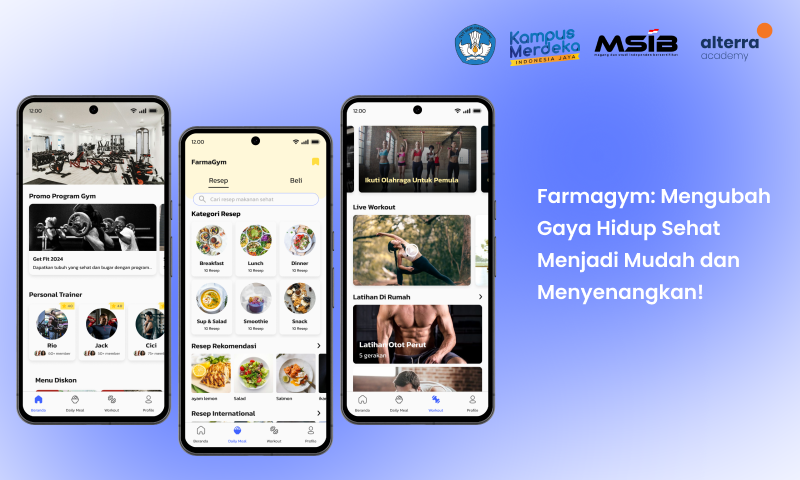 Kampus
Merdeka
INDONESIA JAYA
MSIB
alterra
academy
12:00
Promo Program Gym
Get Fit 2024
Dapatkan tubuh yang sehat dan bugar dengan program..
Personal Trainer
Rio
Jack
Cici
Menu Diskon
Beranda
Daily Meal
Workout
Profile
12:00
FarmaGym
Resep
Beli
Cari resep makanan sehat
Kategori Resep
Breakfast
Lunch
Dinner
10 Resep
10 Resep
10 Resep
Sup & Salad
Smoothie
Snack
10 Resep
10 Resep
10 Resep
Resep Rekomendasi
ayam lemon
Salad
Salmon
Resep International
Beranda
Daily Meal
Workout
Profile
12:00
Ikuti Olahraga Untuk Pemula
Live Workout
Latihan Di Rumah
Latihan Otot Perut
5 gerakan
Beranda
Daily Meal
Workout
Profile
Farmagym: Mengubah
Gaya Hidup Sehat
Menjadi Mudah dan
Menyenangkan!